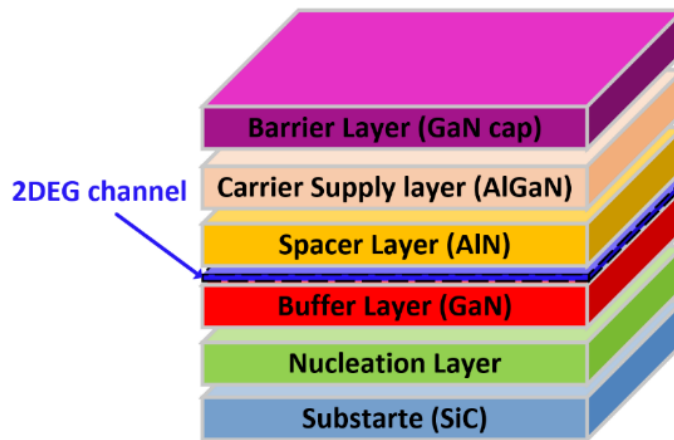 Barrier Layer (GaN cap)
2DEG channel
Carrier Supply layer (AlGaN)
Spacer Layer (AlN)
Buffer Layer (GaN)
Nucleation Layer
Substarte (SiC)